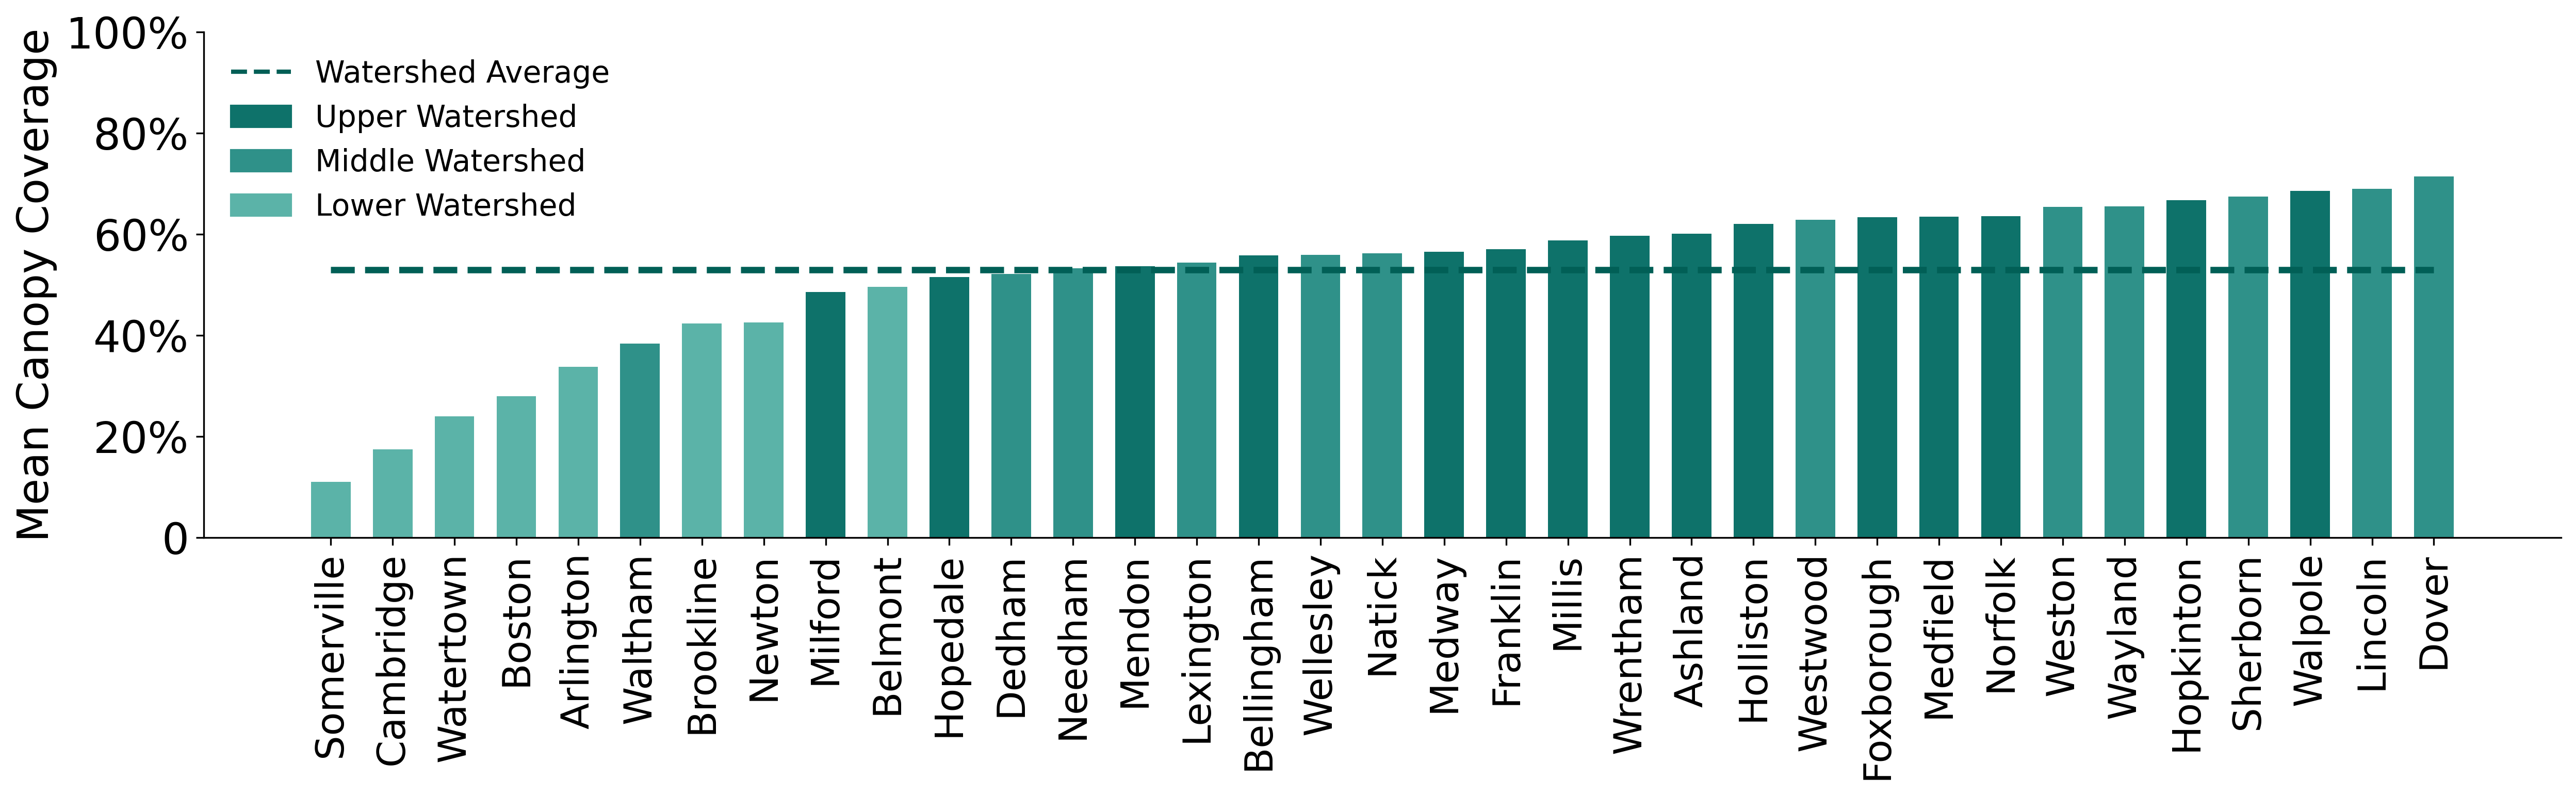 Mean Canopy Coverage
100%
80%
60%
40%
20%
0
Watershed Average
Upper Watershed
Middle Watershed
Lower Watershed
Somerville
Cambridge
Watertown
Boston
Arlington
Waltham
Brookline
Newton
Milford
Belmont
Hopedale
Dedham
Needham
Mendon
Lexington
Bellingham
Wellesley
Natick
Medway
Franklin
Millis
Wrentham
Ashland
Holliston
Westwood
Foxborough
Medfield
Norfolk
Weston
Wayland
Hopkinton
Sherborn
Walpole
Lincoln
Dover